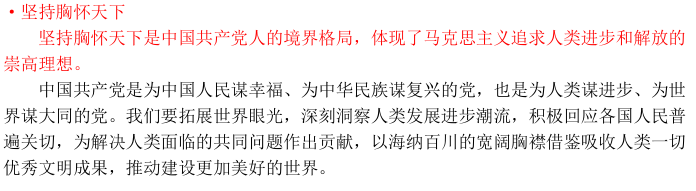 •坚持胸怀天下
坚持胸怀天下是中国共产党人的境界格局，体现了马克思主义追求人类进步和解放的
崇高理想。
中国共产党是为中国人民谋幸福、为中华民族谋复兴的党，也是为人类谋进步、为世
界谋大同的党。我们要拓展世界眼光，深刻洞察人类发展进步潮流，积极回应各国人民普
遍关切，为解决人类面临的共同问题作出贡献，以海纳百川的宽阔胸襟借鉴吸收人类一切
优秀文明成果，推动建设更加美好的世界。